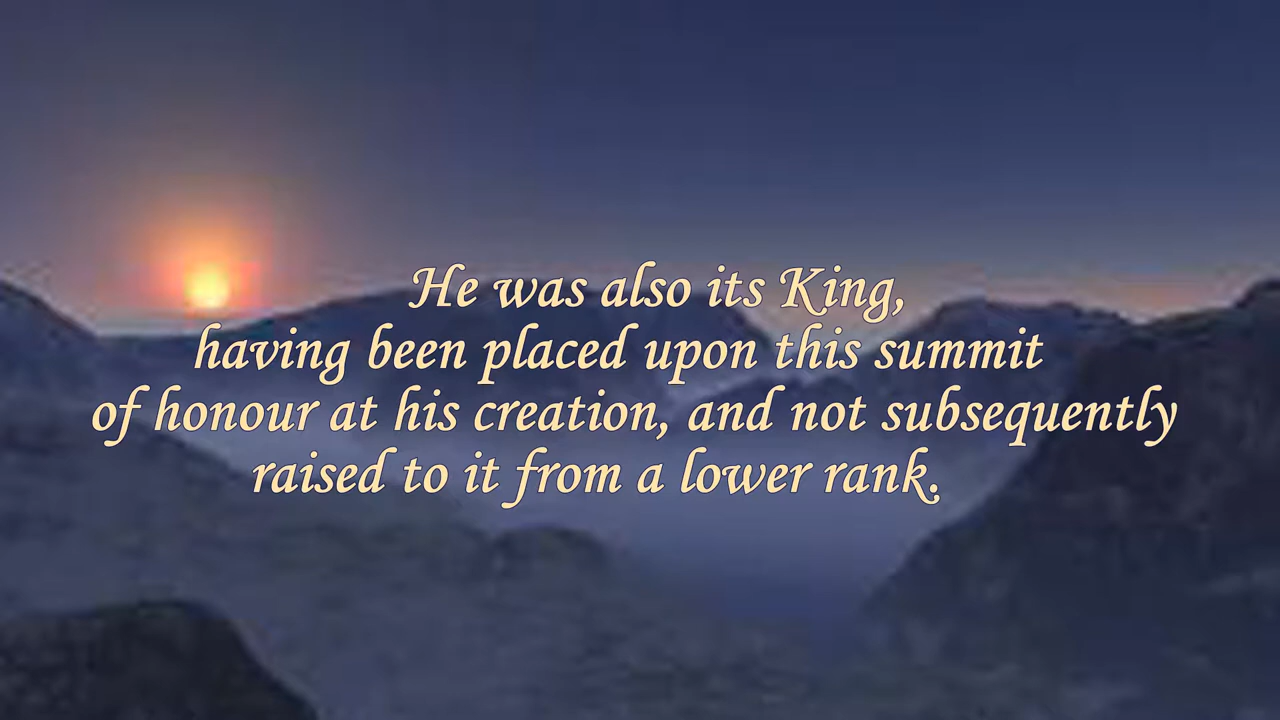 He was also its King,
having been placed upon this summit
of honour at his creation, and not subsequently
raised to it from a lower rank.